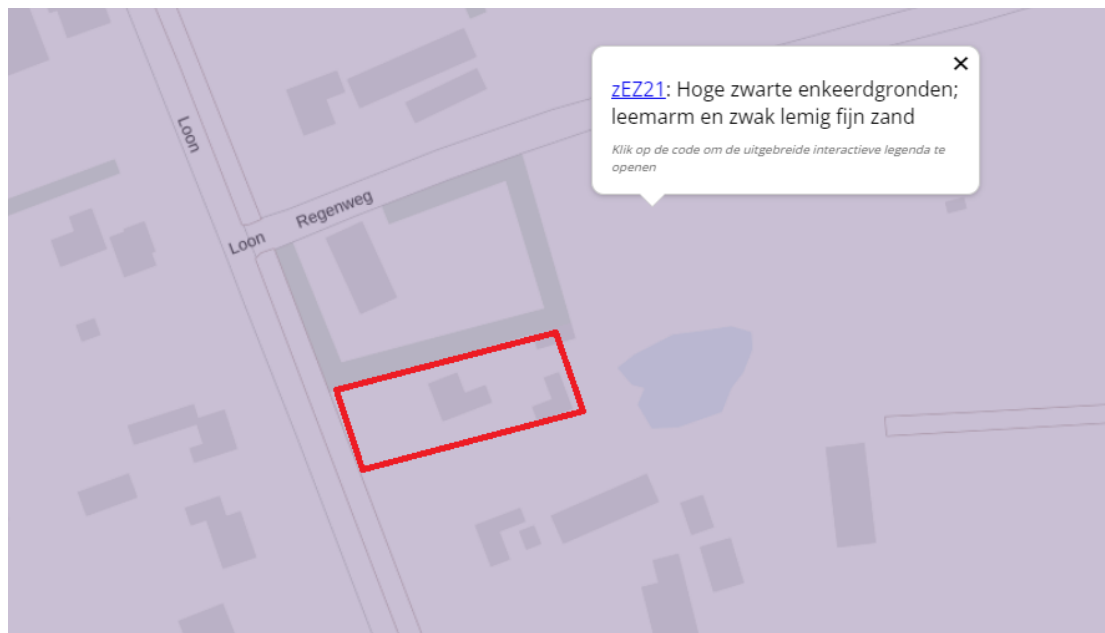 zEZ21: Hoge zwarte enkeerdgronden;
leemarm en zwak lemig fijn zand
Klik op de code om de uitgebreide interactieve legenda te
openen
Loon
Regenweg
Loon